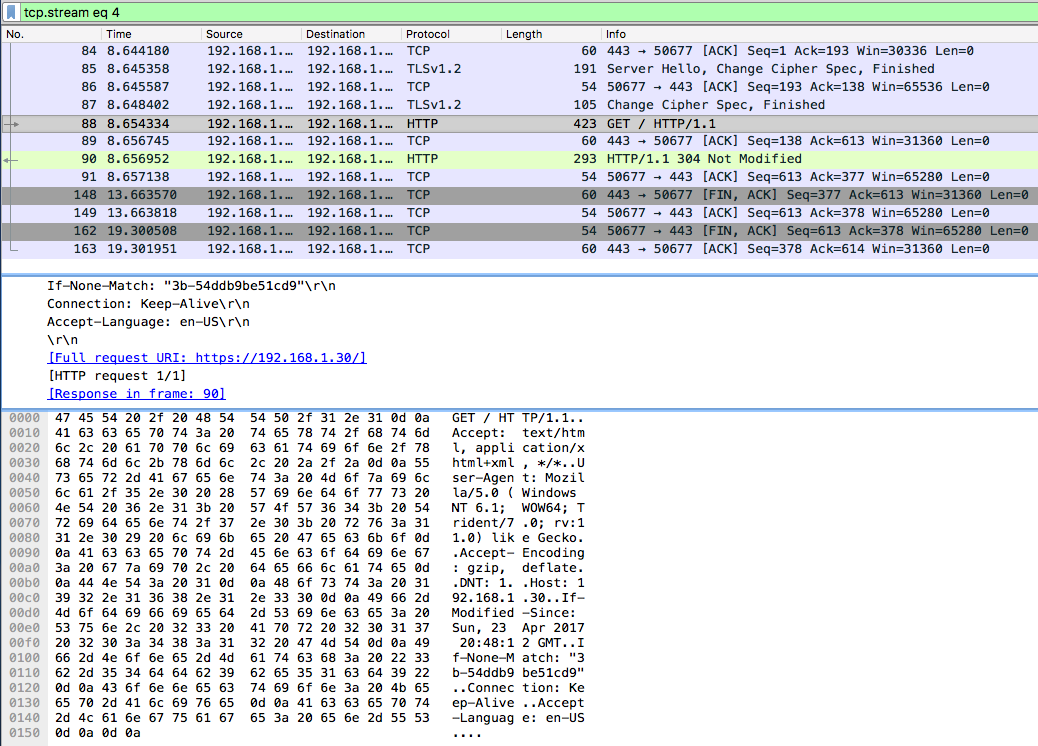 tcp.stream eq 4
No. Time Source Destination Protocol Length Info
84 8.644180 192.168.1.… 192.168.1.… TCP 60 443 → 50677 [ACK] Seq=1 Ack=193 Win=30336 Len=0
85 8.645358 192.168.1.… 192.168.1.… TLSv1.2 191 Server Hello, Change Cipher Spec, Finished
86 8.645587 192.168.1.… 192.168.1.… TCP 54 50677 → 443 [ACK] Seq=193 Ack=138 Win=65536 Len=0
87 8.648402 192.168.1.… 192.168.1.… TLSv1.2 105 Change Cipher Spec, Finished
88 8.654334 192.168.1.… 192.168.1.… HTTP 423 GET / HTTP/1.1
89 8.656745 192.168.1.… 192.168.1.… TCP 60 443 → 50677 [ACK] Seq=138 Ack=613 Win=31360 Len=0
90 8.656952 192.168.1.… 192.168.1.… HTTP 293 HTTP/1.1 304 Not Modified
91 8.657138 192.168.1.… 192.168.1.… TCP 54 50677 → 443 [ACK] Seq=613 Ack=377 Win=65280 Len=0
148 13.663570 192.168.1.… 192.168.1.… TCP 60 443 → 50677 [FIN, ACK] Seq=377 Ack=613 Win=31360 Len=0
149 13.663818 192.168.1.… 192.168.1.… TCP 54 50677 → 443 [ACK] Seq=613 Ack=378 Win=65280 Len=0
162 19.300508 192.168.1.… 192.168.1.… TCP 54 50677 → 443 [FIN, ACK] Seq=613 Ack=378 Win=65280 Len=0
163 19.301951 192.168.1.… 192.168.1.… TCP 60 443 → 50677 [ACK] Seq=378 Ack=614 Win=31360 Len=0
If-None-Match: "3b-54ddb9be51cd9"\r\n
Connection: Keep-Alive\r\n
Accept-Language: en-US\r\n
\r\n
[Full request URI: https://192.168.1.30/]
[HTTP request 1/1]
[Response in frame: 90]
0000 47 45 54 20 2f 20 48 54 54 50 2f 31 2e 31 0d 0a GET / HT TP/1.1..
0010 41 63 63 65 70 74 3a 20 74 65 78 74 2f 68 74 6d Accept: text/htm
0020 6c 2c 20 61 70 70 6c 69 63 61 74 69 6f 6e 2f 78 l, appli cation/x
0030 68 74 6d 6c 2b 78 6d 6c 2c 20 2a 2f 2a 0d 0a 55 html+xml , */*..U
0040 73 65 72 2d 41 67 65 6e 74 3a 20 4d 6f 7a 69 6c ser-Agen t: Mozil
0050 6c 61 2f 35 2e 30 20 28 57 69 6e 64 6f 77 73 20 la/5.0 ( Windows
0060 4e 54 20 36 2e 31 3b 20 57 4f 57 36 34 3b 20 54 NT 6.1; WOW64; T
0070 72 69 64 65 6e 74 2f 37 2e 30 3b 20 72 76 3a 31 rident/7 .0; rv:1
0080 31 2e 30 29 20 6c 69 6b 65 20 47 65 63 6b 6f 0d 1.0) lik e Gecko.
0090 0a 41 63 63 65 70 74 2d 45 6e 63 6f 64 69 6e 67 .Accept- Encoding
00a0 3a 20 67 7a 69 70 2c 20 64 65 66 6c 61 74 65 0d : gzip, deflate.
00b0 0a 44 4e 54 3a 20 31 0d 0a 48 6f 73 74 3a 20 31 .DNT: 1. .Host: 1
00c0 39 32 2e 31 36 38 2e 31 2e 33 30 0d 0a 49 66 2d 92.168.1 .30..If-
00d0 4d 6f 64 69 66 69 65 64 2d 53 69 6e 63 65 3a 20 Modified -Since:
00e0 53 75 6e 2c 20 32 33 20 41 70 72 20 32 30 31 37 Sun, 23 Apr 2017
00f0 20 32 30 3a 34 38 3a 31 32 20 47 4d 54 0d 0a 49 20:48:1 2 GMT..I
0100 66 2d 4e 6f 6e 65 2d 4d 61 74 63 68 3a 20 22 33 f-None-M atch: "3
0110 62 2d 35 34 64 64 62 39 62 65 35 31 63 64 39 22 b-54ddb9 be51cd9"
0120 0d 0a 43 6f 6e 6e 65 63 74 69 6f 6e 3a 20 4b 65 ..Connec tion: Ke
0130 65 70 2d 41 6c 69 76 65 0d 0a 41 63 63 65 70 74 ep-Alive ..Accept
0140 2d 4c 61 6e 67 75 61 67 65 3a 20 65 6e 2d 55 53 -Languag e: en-US
0150 0d 0a 0d 0a ....